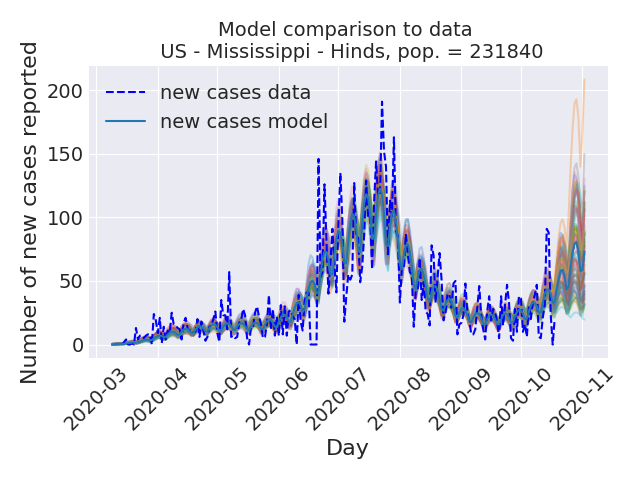 Model comparison to data
US - Mississippi - Hinds, pop. = 231840
Number of new cases reported
200
150
100
50
0
new cases data
new cases model
2020-03
2020-04
2020-05
2020-06
2020-07
2020-08
2020-09
2020-10
2020-11
Day